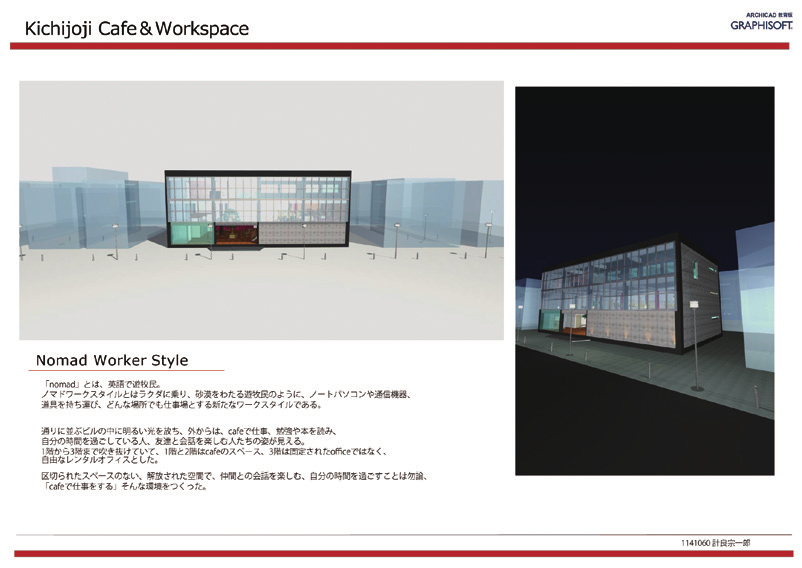 Kichijoji Cafe＆Workspace
ARCHICAD 教育版
GRAPHISOFT.
Nomad Worker Style
「nomad」とは、英語で遊牧民。
ノマドワークスタイルとはラクダに乗り、砂漠をわたる遊牧民のように、ノートパソコンや通信機器、
道具を持ち運び、どんな場所でも仕事場とする新たなワークスタイルである。
通りに並ぶビルの中に明るい光を放ち、外からは、cafeで仕事、勉強や本を読み、
自分の時間を過ごしている人、友達と会話を楽しむ人たちの姿が見える。
1階から3階まで吹き抜けていて、1階と2階はcafeのスペース、3階は固定されたofficeではなく、
自由なレンタルオフィスとした。
区切られたスペースのない、解放された空間で、仲間との会話を楽しむ、自分の時間を過ごすことは勿論、
「cafeで仕事をする」そんな環境をつくった。
1141060 計良宗一郎